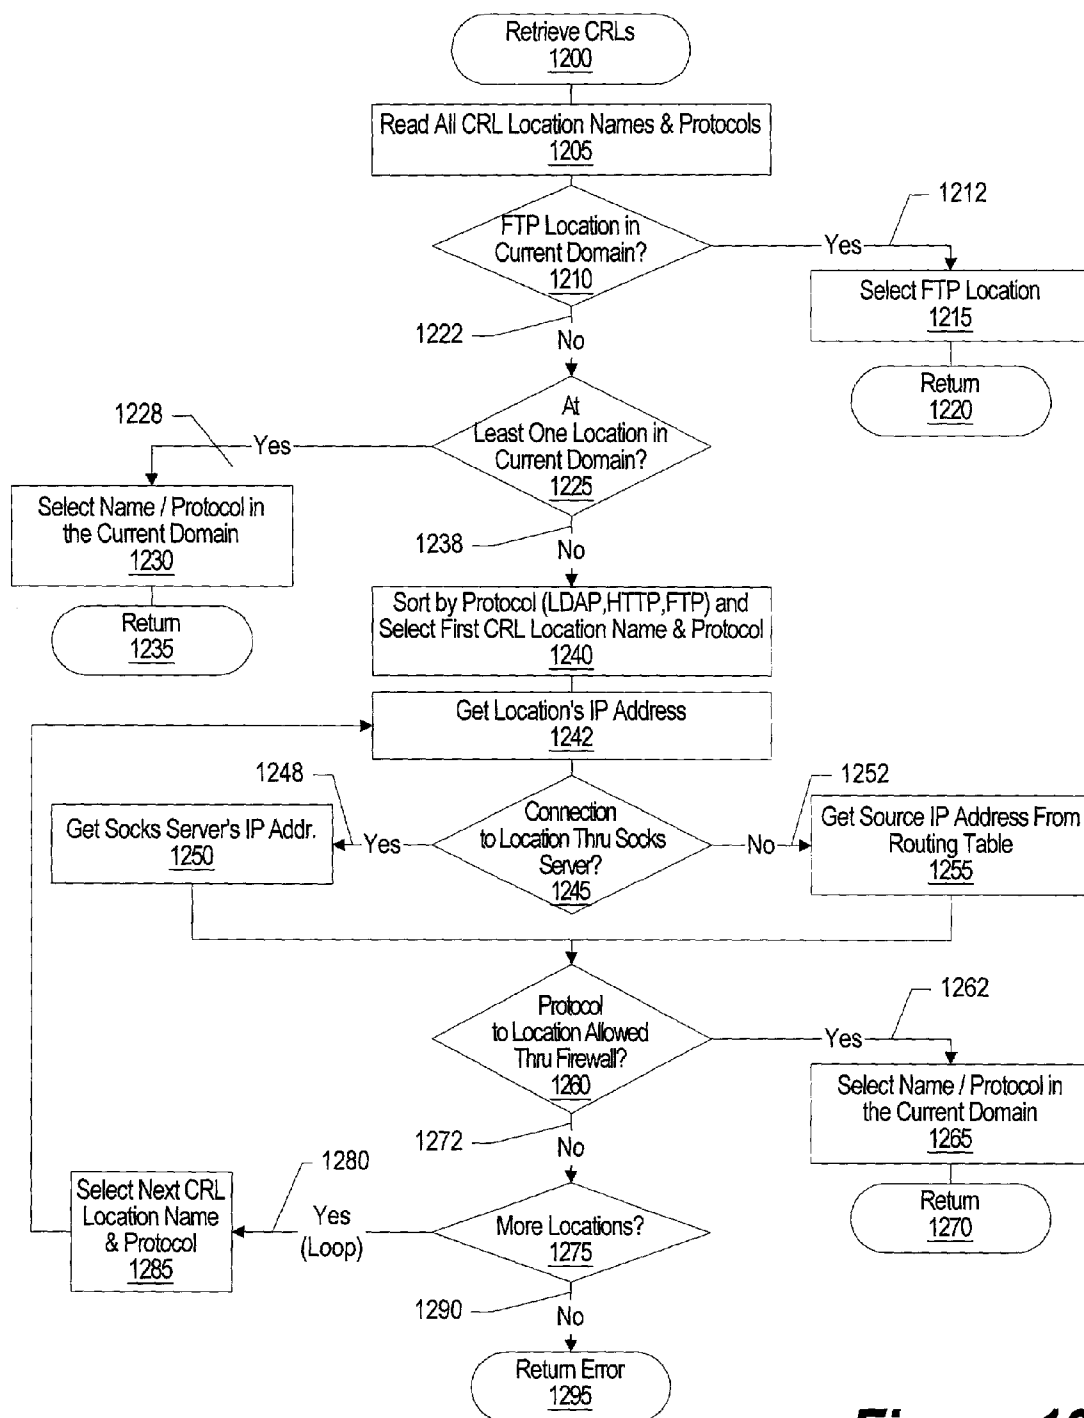 Retrieve CRLs
1200
Read All CRL Location Names & Protocols
1205
1212
FTP Location in
Current Domain?
1210
Yes
Select FTP Location
1215
1222
No
Return
1220
1228
At
Least One Location in
Current Domain?
1225
Yes
Select Name / Protocol in
the Current Domain
1230
1238
No
Return
1235
Sort by Protocol (LDAP,HTTP,FTP) and
Select First CRL Location Name & Protocol
1240
Get Location's IP Address
1242
1248
1252
Get Socks Server's IP Addr.
1250
Yes
Connection
to Location Thru Socks
Server?
1245
No
Get Source IP Address From
Routing Table
1255
1262
Protocol
to Location Allowed
Thru Firewall?
1260
Yes
Select Name / Protocol in
the Current Domain
1265
1272
No
Return
1270
1280
Select Next CRL
Location Name
& Protocol
1285
Yes
(Loop)
More Locations?
1275
1290
No
Return Error
1295